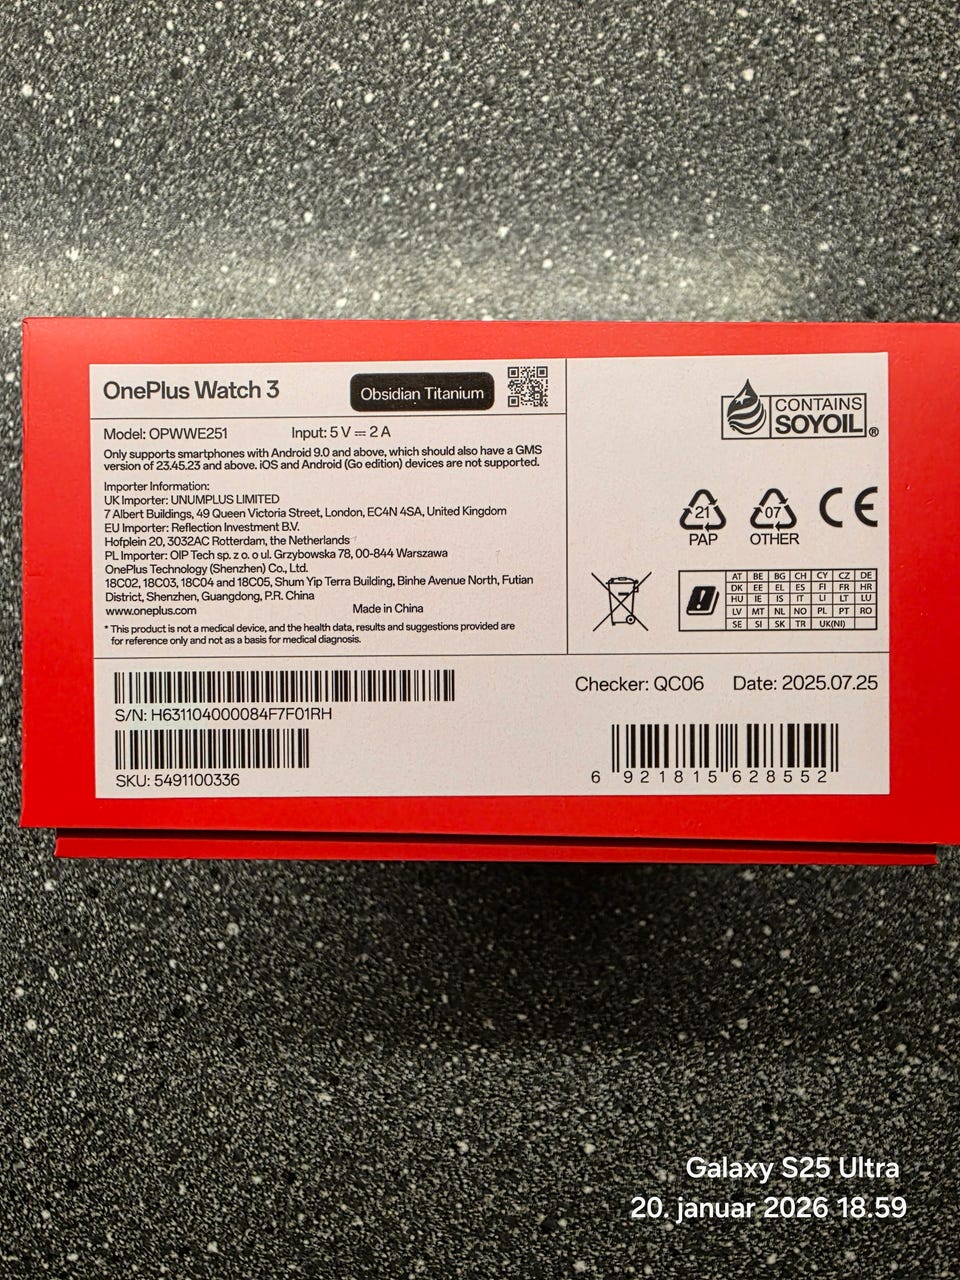 OnePlus Watch 3
Obsidian Titanium
Model: OPWWE251 Input: 5 V ⎓ 2 A
Only supports smartphones with Android 9.0 and above, which should also have a GMS
version of 23.45.23 and above. iOS and Android (Go edition) devices are not supported.
Importer Information:
UK Importer: UNUMPLUS LIMITED
7 Albert Buildings, 49 Queen Victoria Street, London, EC4N 4SA, United Kingdom
EU Importer: Reflection Investment B.V.
Hofplein 20, 3032AC Rotterdam, the Netherlands
PL Importer: OIP Tech sp. z o. o ul. Grzybowska 78, 00-844 Warszawa
OnePlus Technology (Shenzhen) Co., Ltd.
18C02, 18C03, 18C04 and 18C05, Shum Yip Terra Building, Binhe Avenue North, Futian
District, Shenzhen, Guangdong, P.R. China
www.oneplus.com Made in China
* This product is not a medical device, and the health data, results and suggestions provided are
for reference only and not as a basis for medical diagnosis.
CONTAINS
SOYOIL®
21
PAP
07
OTHER
CE
AT BE BG CH CY CZ DE
DK EE EL ES FI FR HR
HU IE IS IT LI LT LU
LV MT NL NO PL PT RO
SE SI SK TR UK(NI)
S/N: H631104000084F7F01RH
SKU: 5491100336
Checker: QC06 Date: 2025.07.25
6 921815 628552
Galaxy S25 Ultra
20. januar 2026 18.59